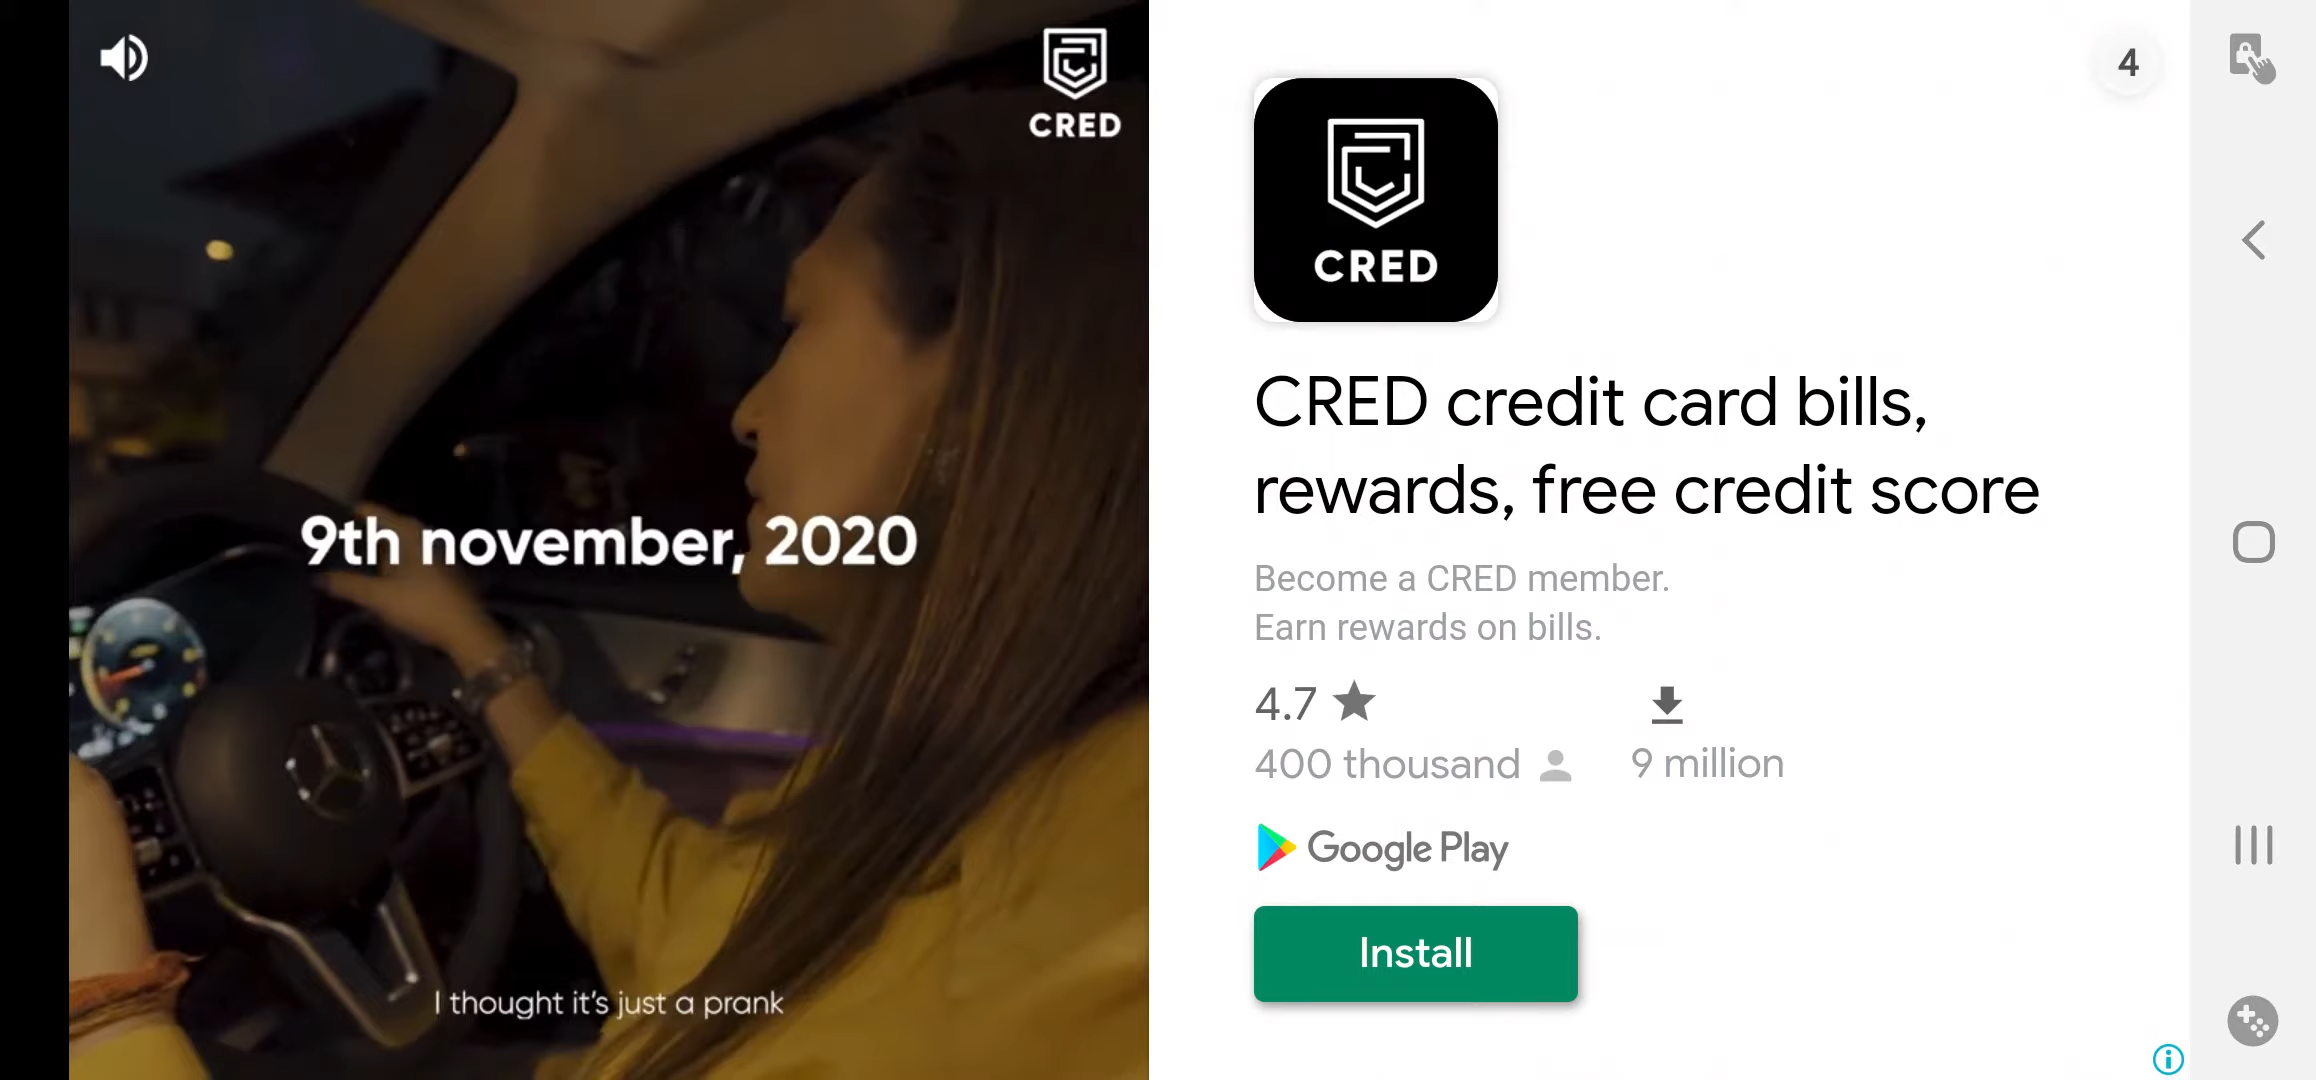 CRED
9th november, 2020
I thought it's just a prank
4
CRED
CRED credit card bills,
rewards, free credit score
Become a CRED member.
Earn rewards on bills.
4.7
400 thousand
9 million
Google Play
Install